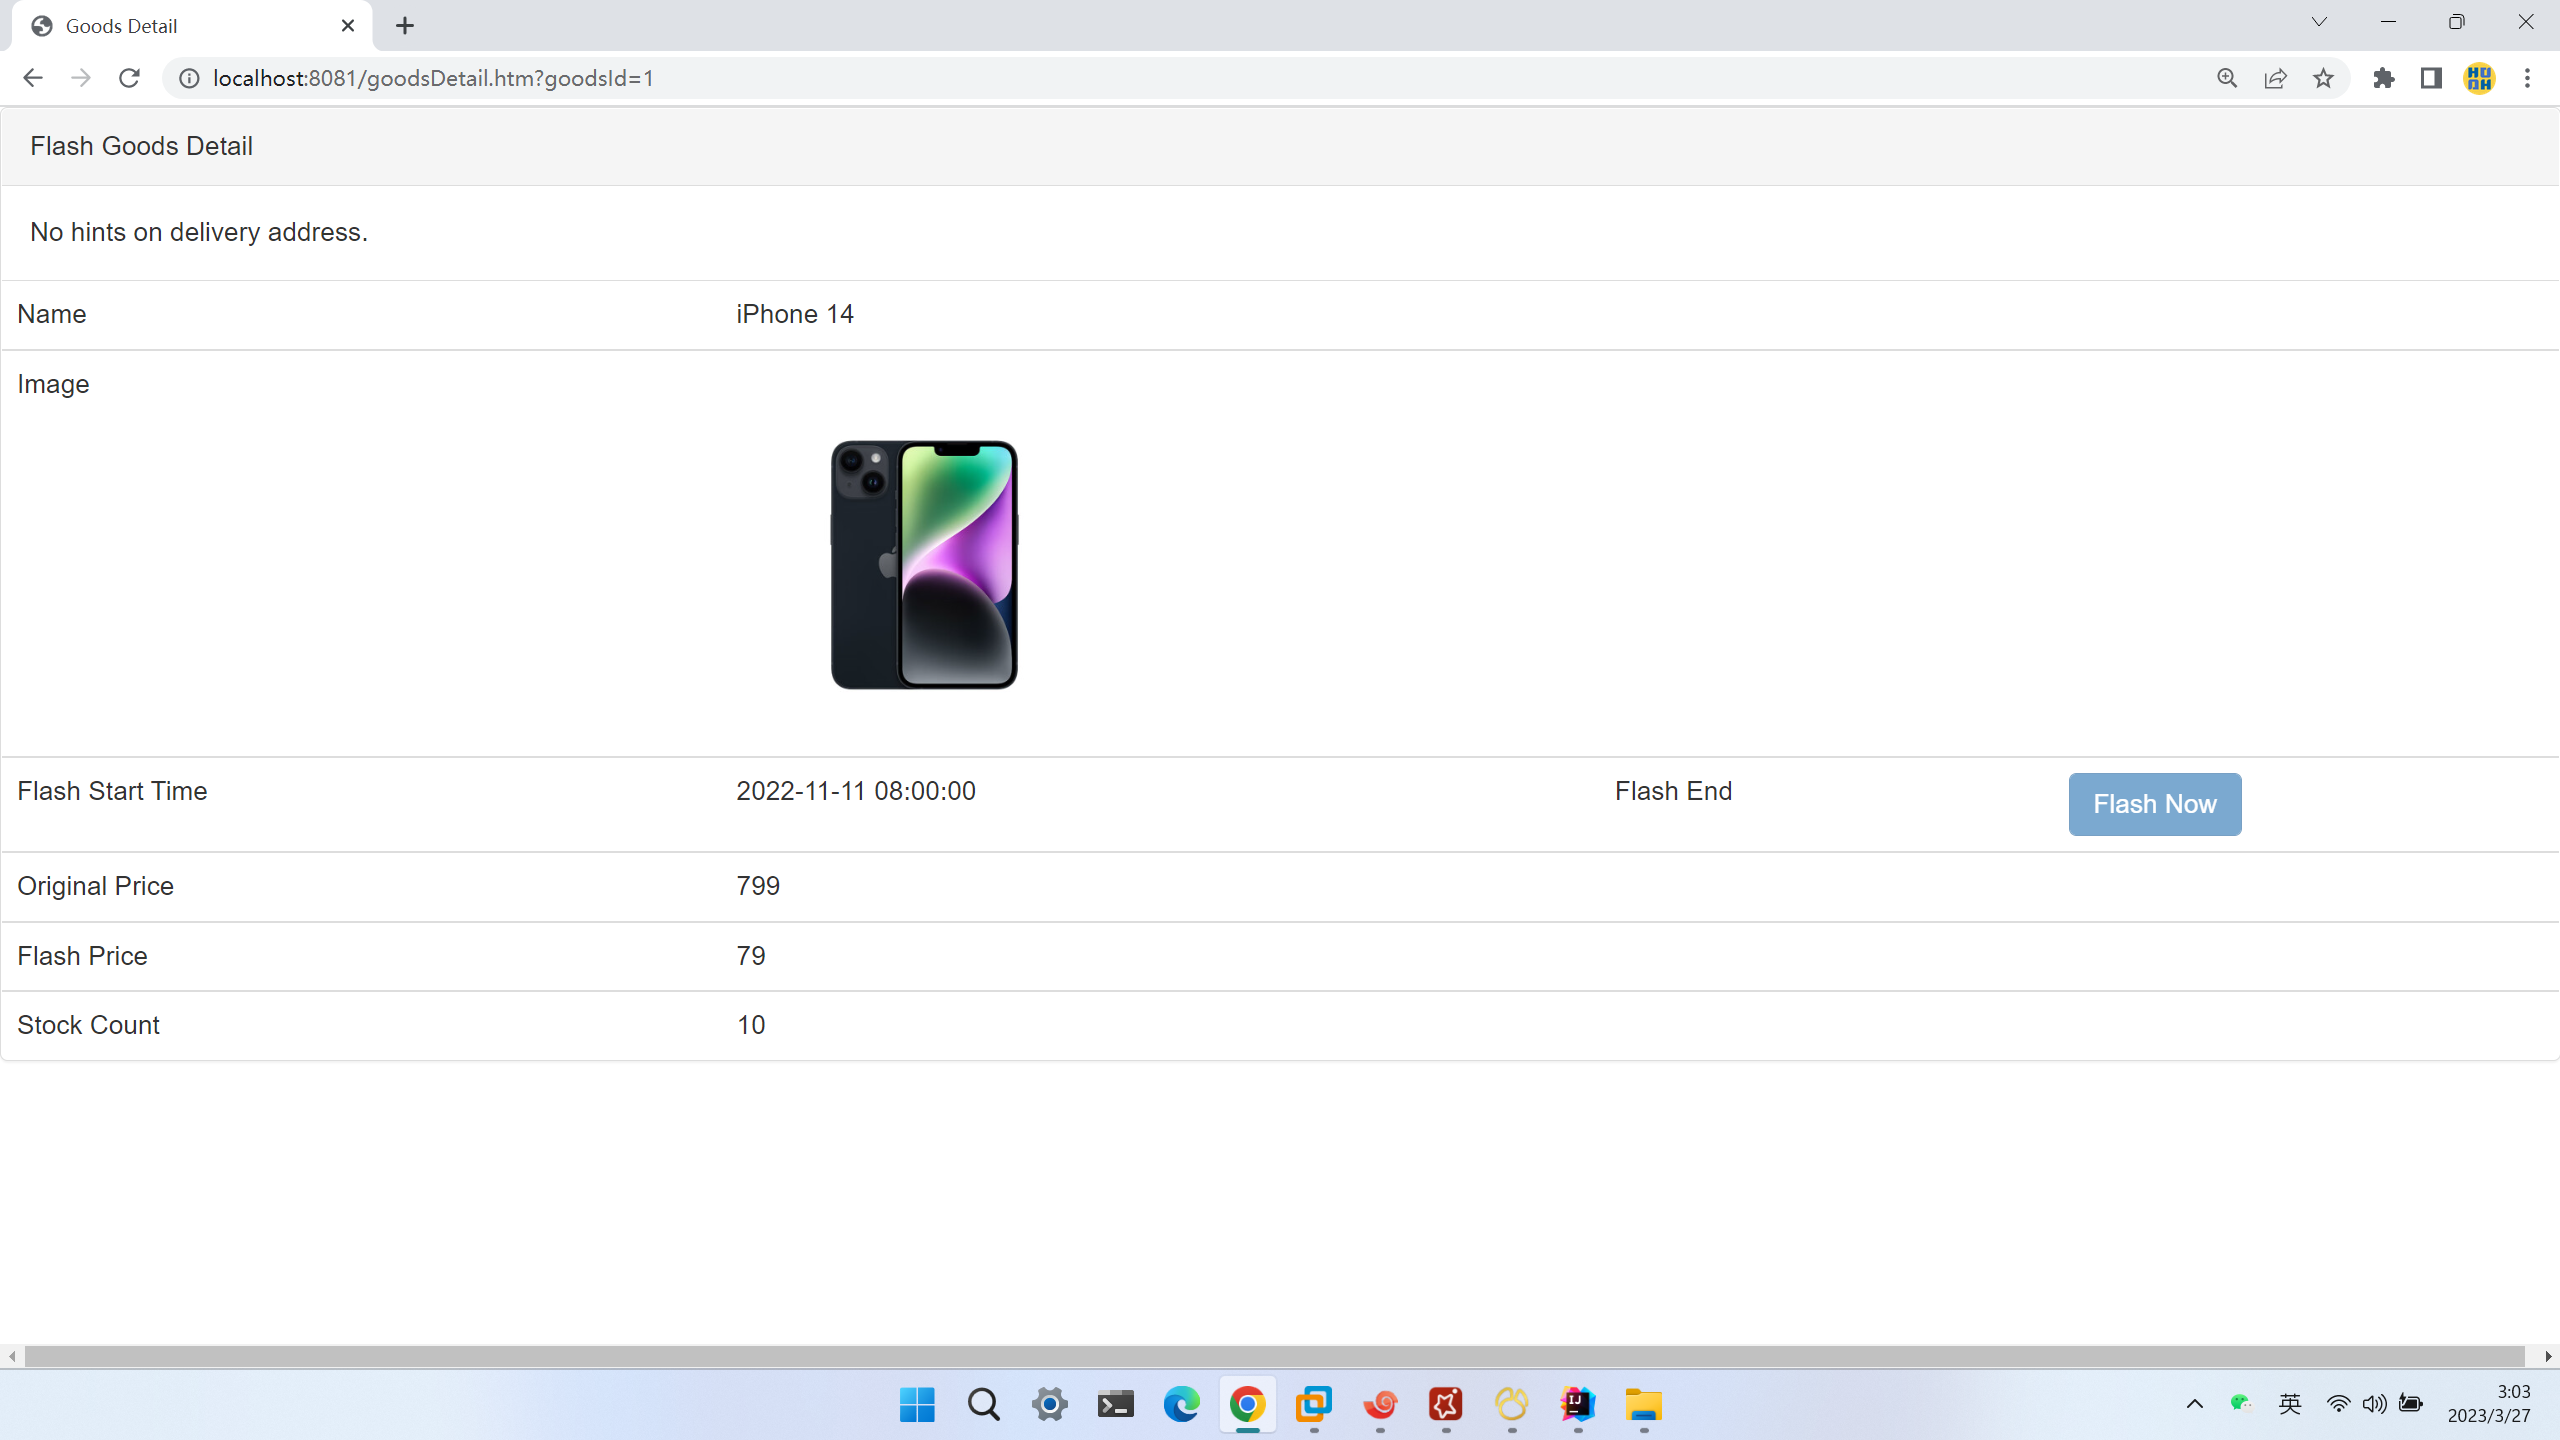 Goods Detail
localhost:8081/goodsDetail.htm?goodsId=1
Flash Goods Detail
No hints on delivery address.
Name iPhone 14
Image
Flash Start Time 2022-11-11 08:00:00 Flash End Flash Now
Original Price 799
Flash Price 79
Stock Count 10
英
3:03
2023/3/27